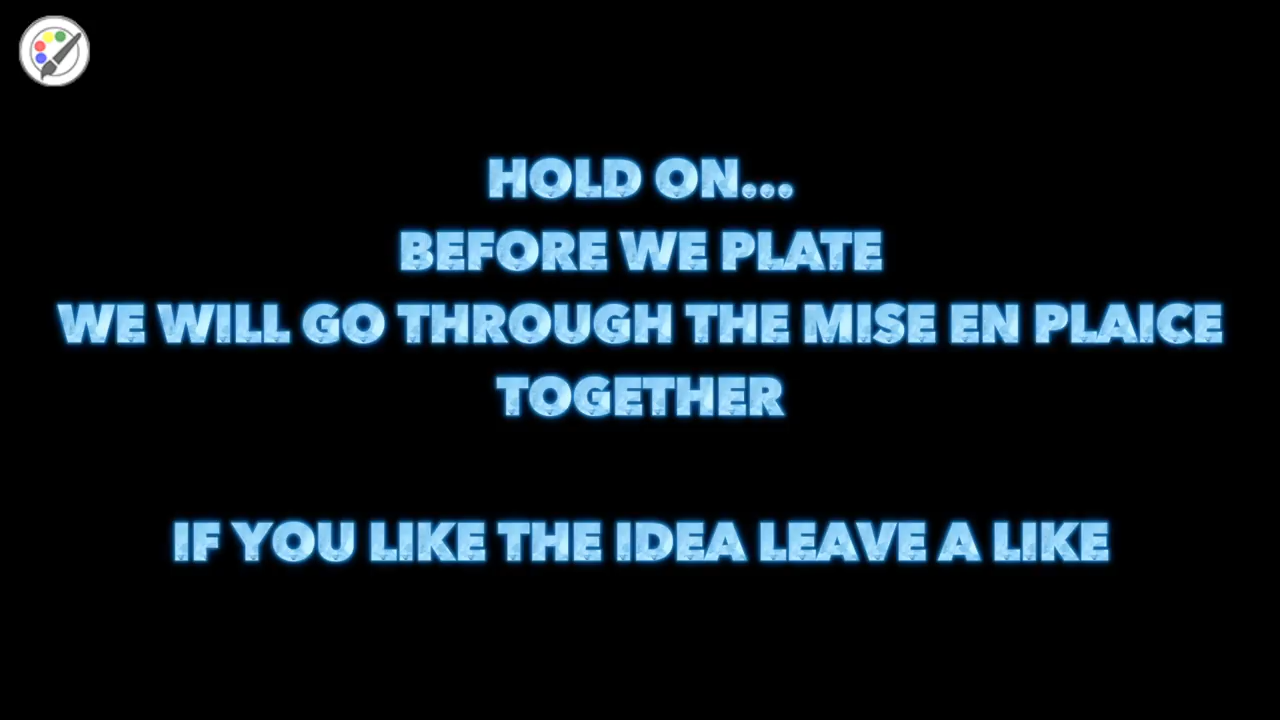 HOLD ON...
BEFORE WE PLATE
WE WILL GO THROUGH THE MISE EN PLAICE
TOGETHER
IF YOU LIKE THE IDEA LEAVE A LIKE